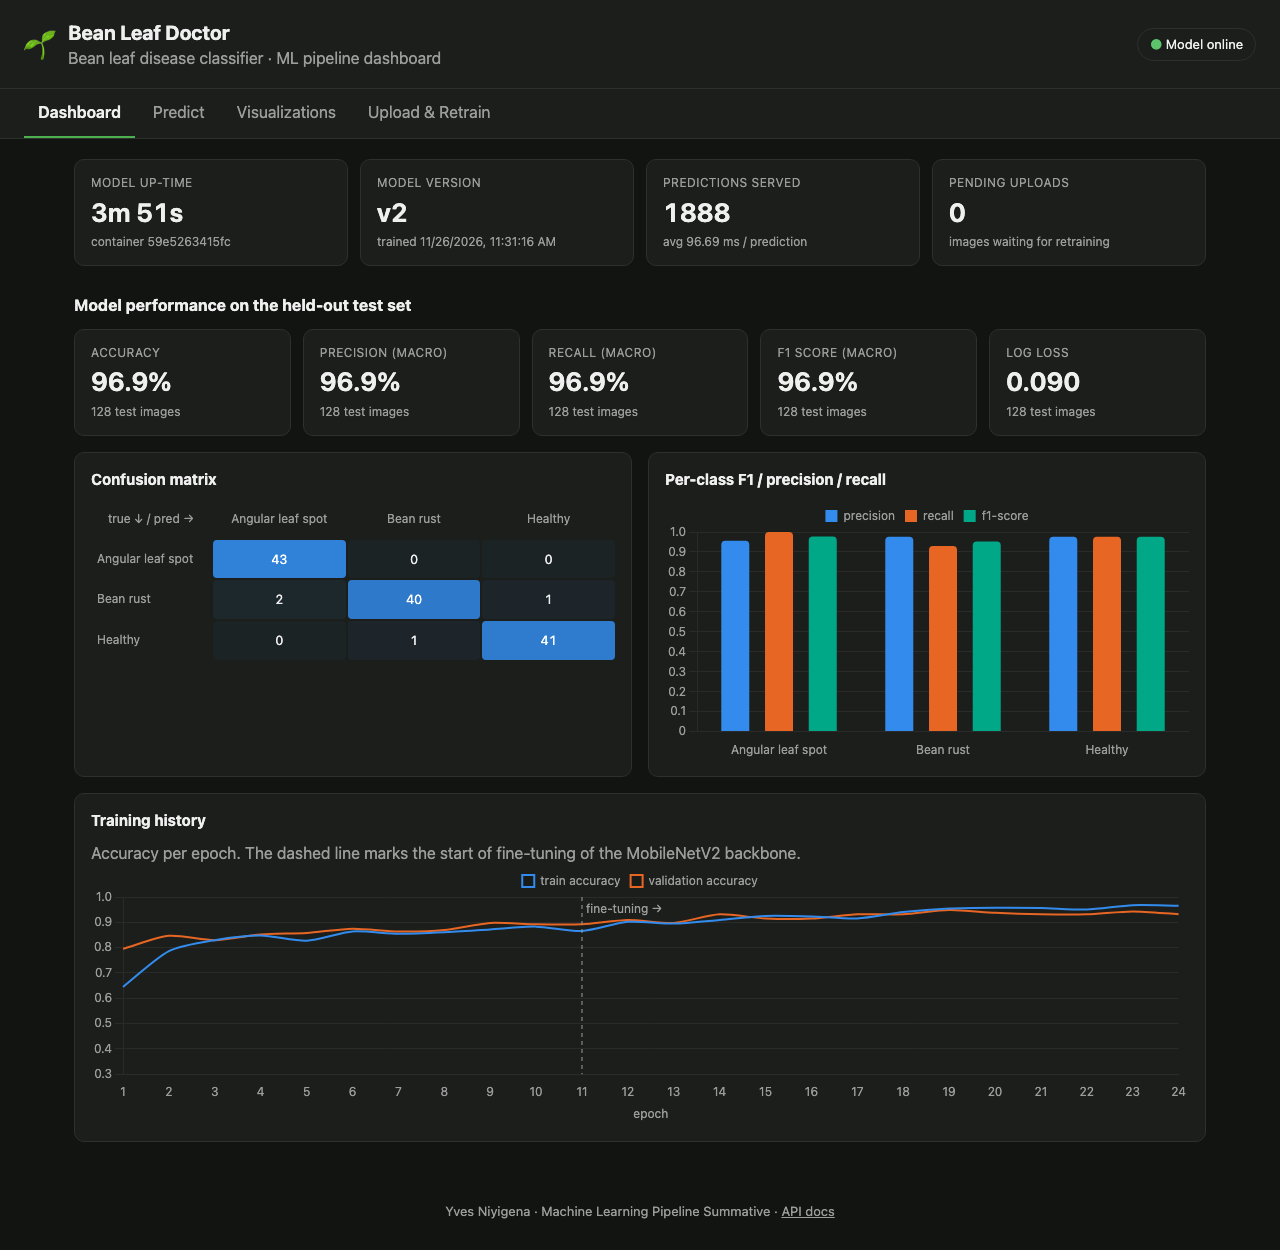 Bean Leaf Doctor
Bean leaf disease classifier · ML pipeline dashboard
Model online
Dashboard Predict Visualizations Upload & Retrain
MODEL UP-TIME
3m 51s
container 59e5263415fc
MODEL VERSION
v2
trained 11/26/2026, 11:31:16 AM
PREDICTIONS SERVED
1888
avg 96.69 ms / prediction
PENDING UPLOADS
0
images waiting for retraining
Model performance on the held-out test set
ACCURACY
96.9%
128 test images
PRECISION (MACRO)
96.9%
128 test images
RECALL (MACRO)
96.9%
128 test images
F1 SCORE (MACRO)
96.9%
128 test images
LOG LOSS
0.090
128 test images
Confusion matrix
true ↓ / pred → Angular leaf spot Bean rust Healthy
Angular leaf spot 43 0 0
Bean rust 2 40 1
Healthy 0 1 41
Per-class F1 / precision / recall
precision recall f1-score
1.0
0.9
0.8
0.7
0.6
0.5
0.4
0.3
0.2
0.1
0
Angular leaf spot Bean rust Healthy
Training history
Accuracy per epoch. The dashed line marks the start of fine-tuning of the MobileNetV2 backbone.
train accuracy validation accuracy
fine-tuning →
1.0
0.9
0.8
0.7
0.6
0.5
0.4
0.3
1 2 3 4 5 6 7 8 9 10 11 12 13 14 15 16 17 18 19 20 21 22 23 24
epoch
Yves Niyigena · Machine Learning Pipeline Summative · API docs